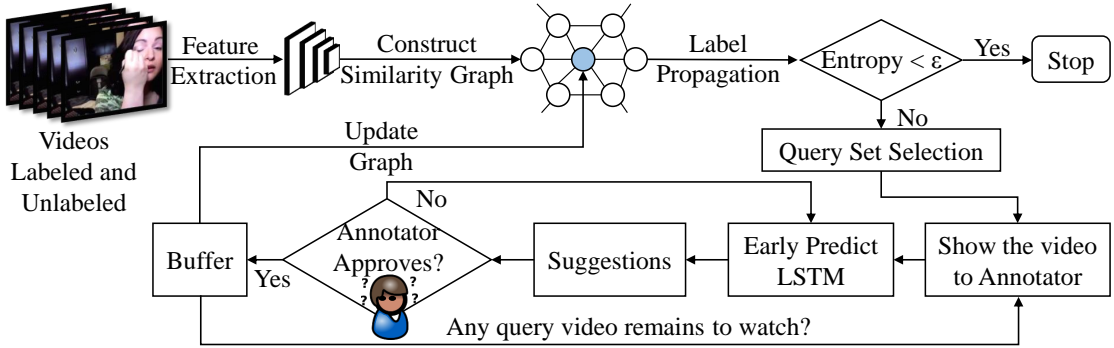 Feature
Extraction
Construct
Similarity Graph
Label
Propagation
Entropy < ε
Yes
Stop
No
Videos
Labeled and
Unlabeled
Update
Graph
Query Set Selection
No
Buffer
Yes
Annotator
Approves?
? ?
? ?
Suggestions
Early Predict
LSTM
Show the video
to Annotator
Any query video remains to watch?